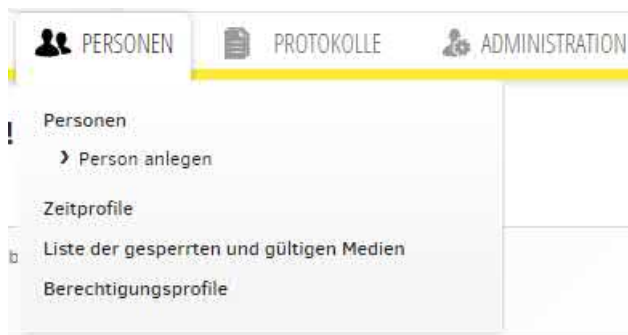 PERSONEN PROTOKOLLE ADMINISTRATION
!
Personen
Person anlegen
Zeitprofile
b
Liste der gesperrten und gültigen Medien
Berechtigungsprofile